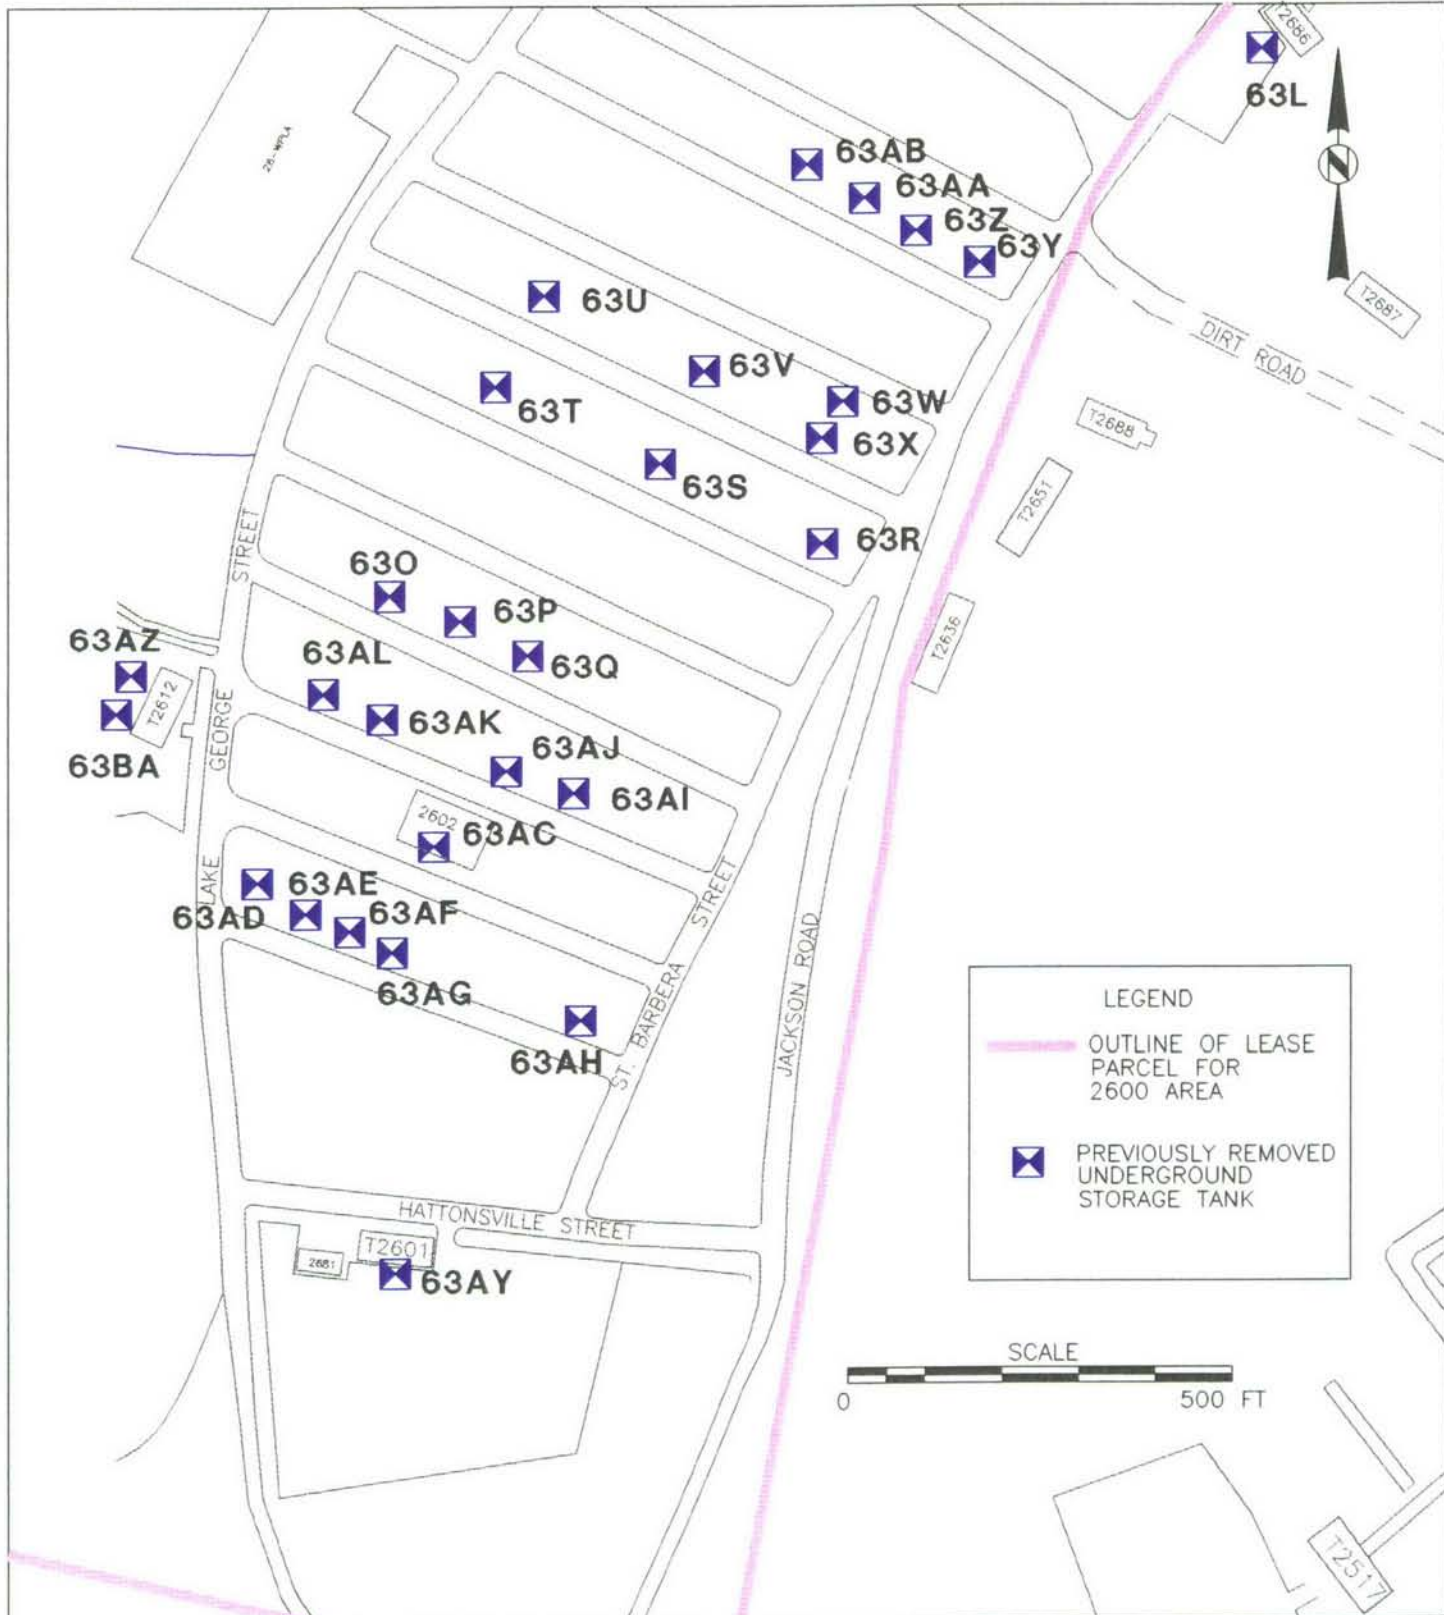 T2686
63L
28-WPLA
63AB
63AA
63Z
63Y
N
T2687
DIRT ROAD
63U
63V
63W
63X
63T
63S
T2688
T2651
63R
STREET
63O
63P
63Q
T2636
63AZ
63AL
T2612
63AK
GEORGE
63BA
63AJ
63AI
2602
63AC
LAKE
63AE
63AD
63AF
63AG
63AH
ST. BARBERA STREET
JACKSON ROAD
LEGEND
OUTLINE OF LEASE
PARCEL FOR
2600 AREA
PREVIOUSLY REMOVED
UNDERGROUND
STORAGE TANK
HATTONSVILLE STREET
T2601
2681
63AY
SCALE
0
500 FT
T2517